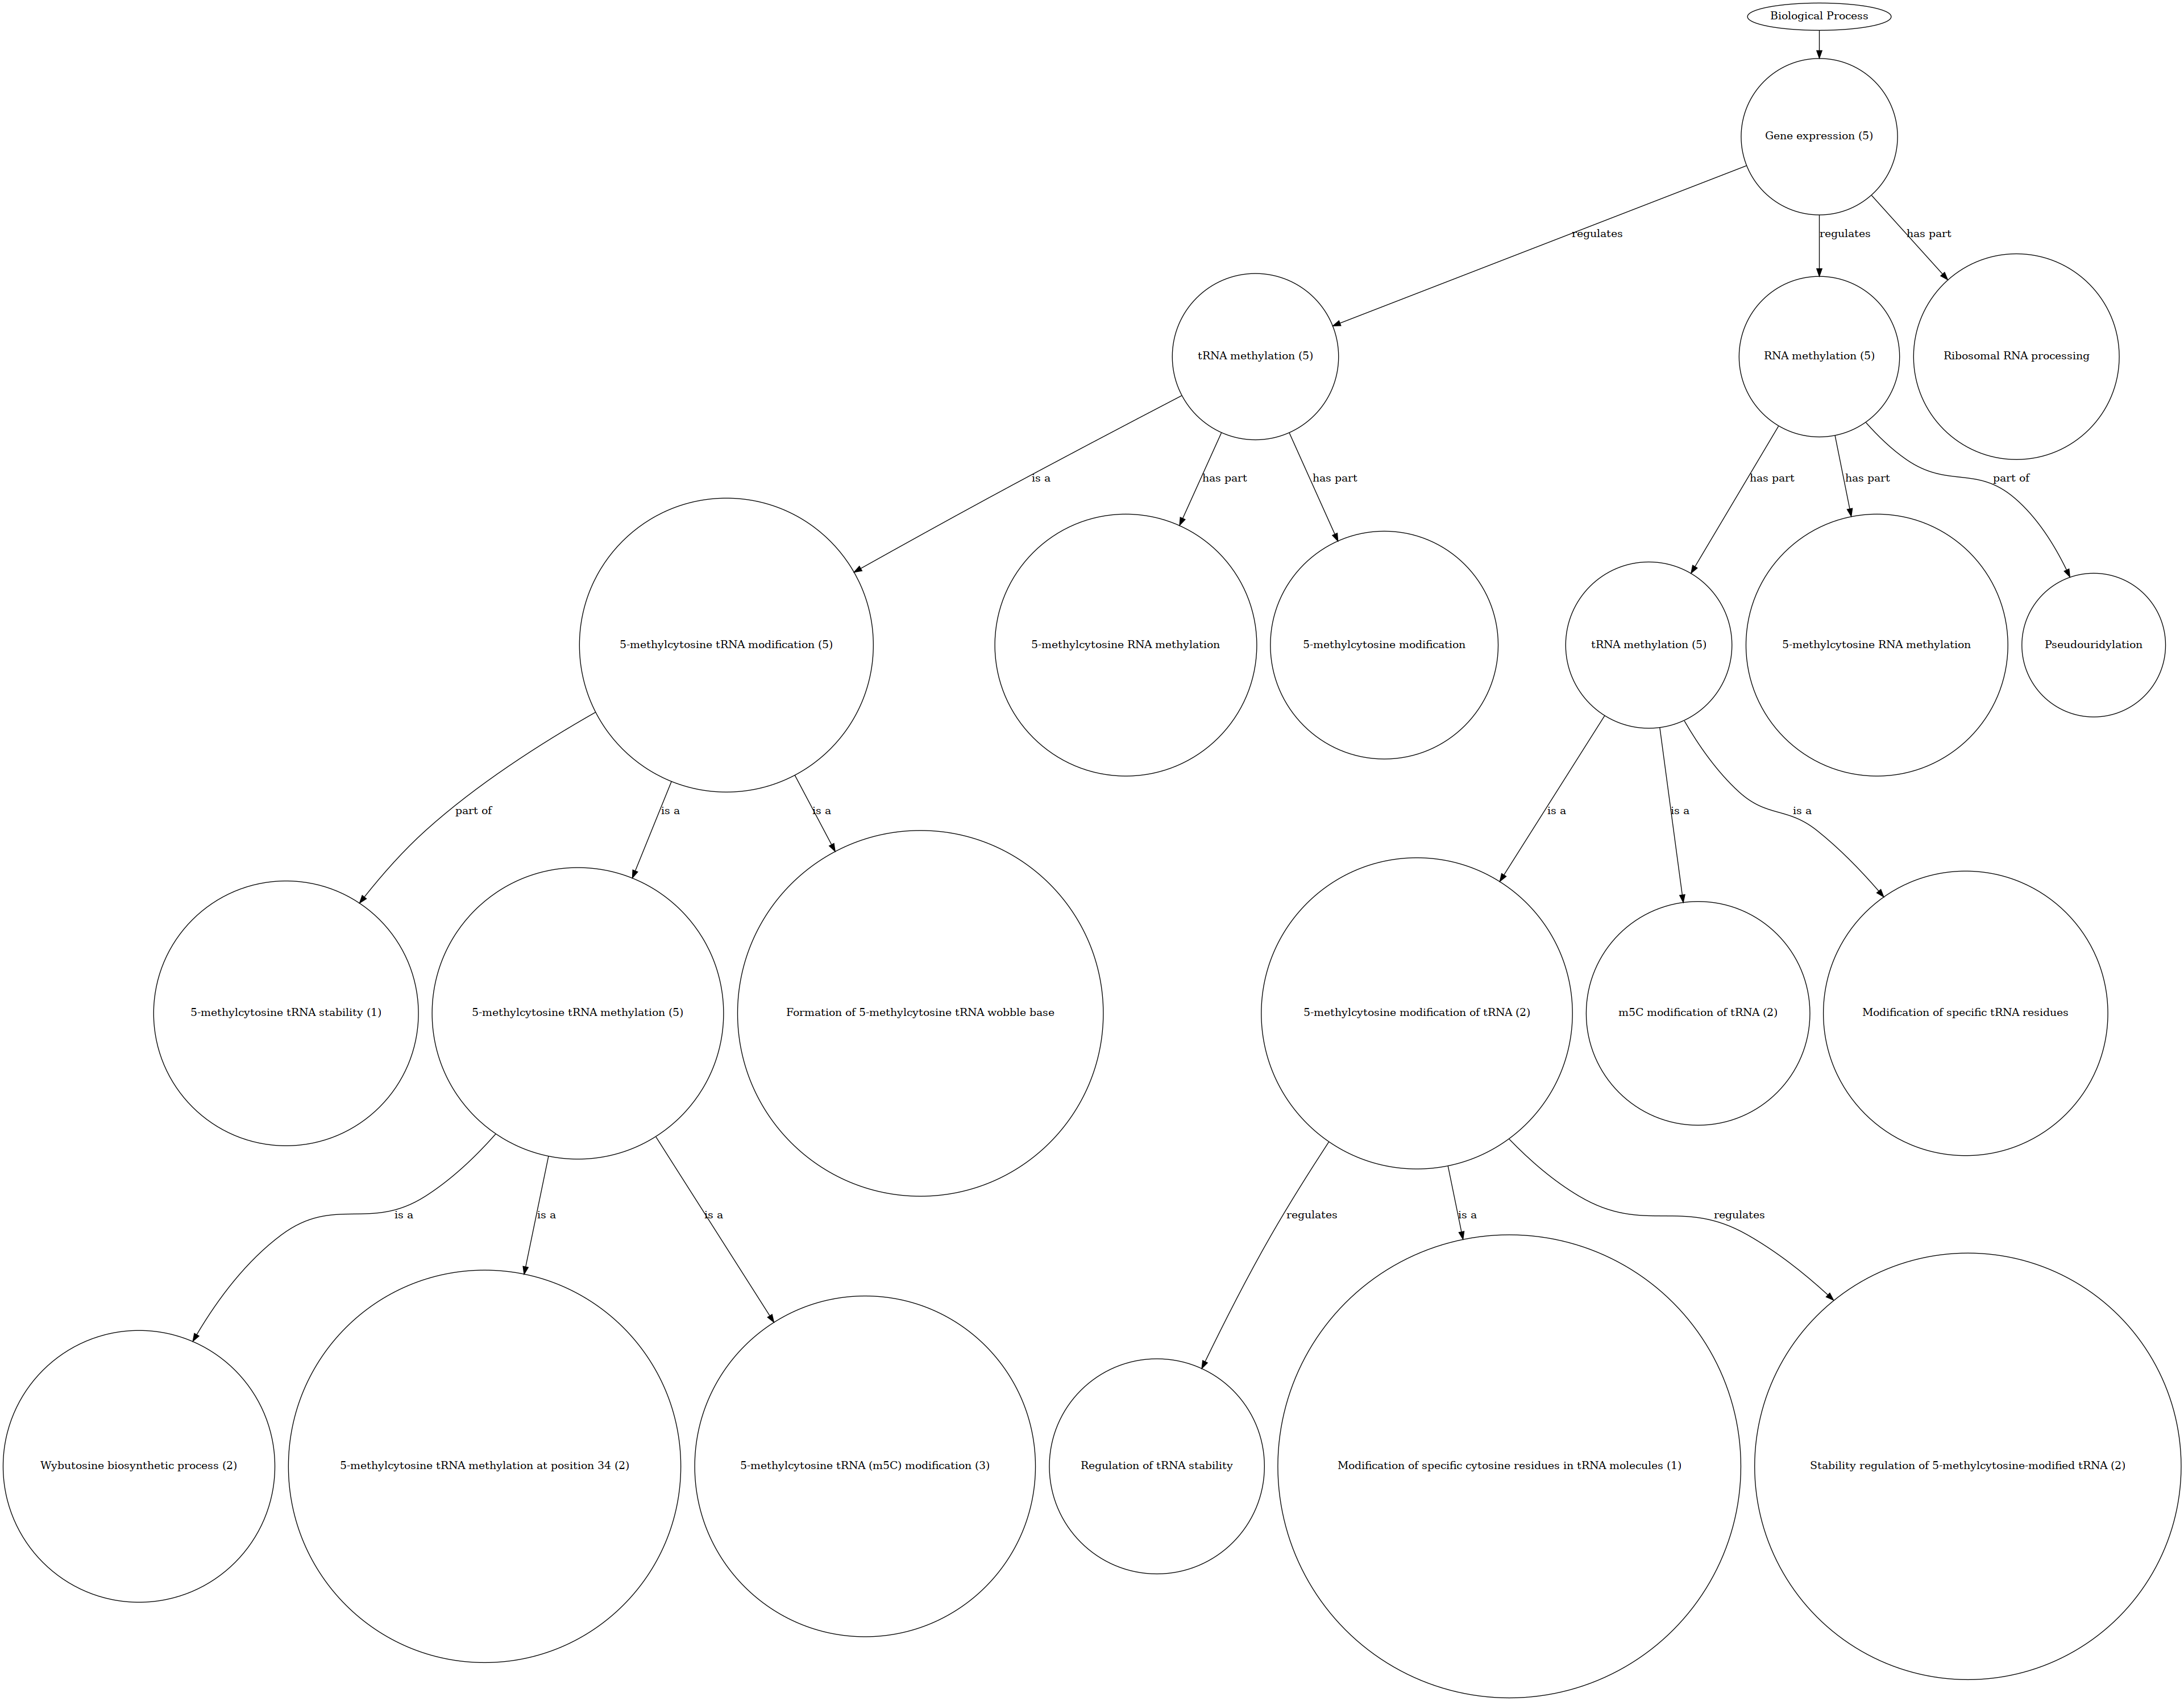 Biological Process
Gene expression (5)
regulates
regulates
has part
tRNA methylation (5)
RNA methylation (5)
Ribosomal RNA processing
is a
has part
has part
has part
has part
part of
5-methylcytosine tRNA modification (5)
5-methylcytosine RNA methylation
5-methylcytosine modification
tRNA methylation (5)
5-methylcytosine RNA methylation
Pseudouridylation
part of
is a
is a
is a
is a
is a
5-methylcytosine tRNA stability (1)
5-methylcytosine tRNA methylation (5)
Formation of 5-methylcytosine tRNA wobble base
5-methylcytosine modification of tRNA (2)
m5C modification of tRNA (2)
Modification of specific tRNA residues
is a
is a
is a
regulates
is a
regulates
Wybutosine biosynthetic process (2)
5-methylcytosine tRNA methylation at position 34 (2)
5-methylcytosine tRNA (m5C) modification (3)
Regulation of tRNA stability
Modification of specific cytosine residues in tRNA molecules (1)
Stability regulation of 5-methylcytosine-modified tRNA (2)